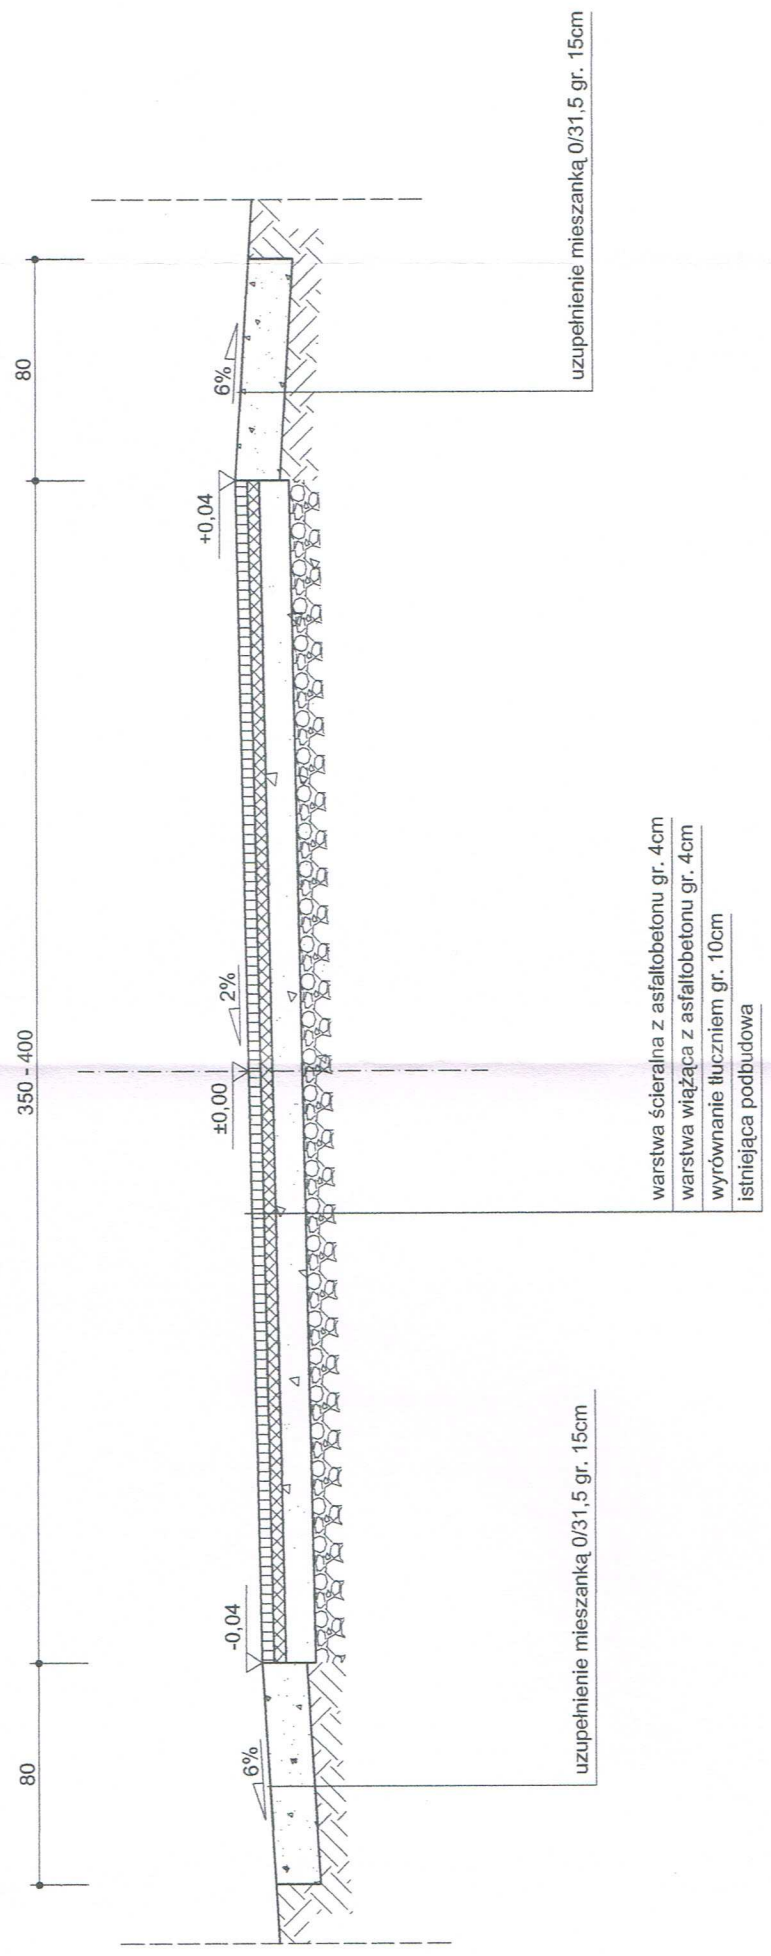 80
350 - 400
80
6%
-0,04
±0,00
2%
+0,04
6%
uzupełnienie mieszanką 0/31,5 gr. 15cm
warstwa ścieralna z asfaltobetonu gr. 4cm
warstwa wiążąca z asfaltobetonu gr. 4cm
wyrównanie tłuczniem gr. 10cm
istniejąca podbudowa
uzupełnienie mieszanką 0/31,5 gr. 15cm